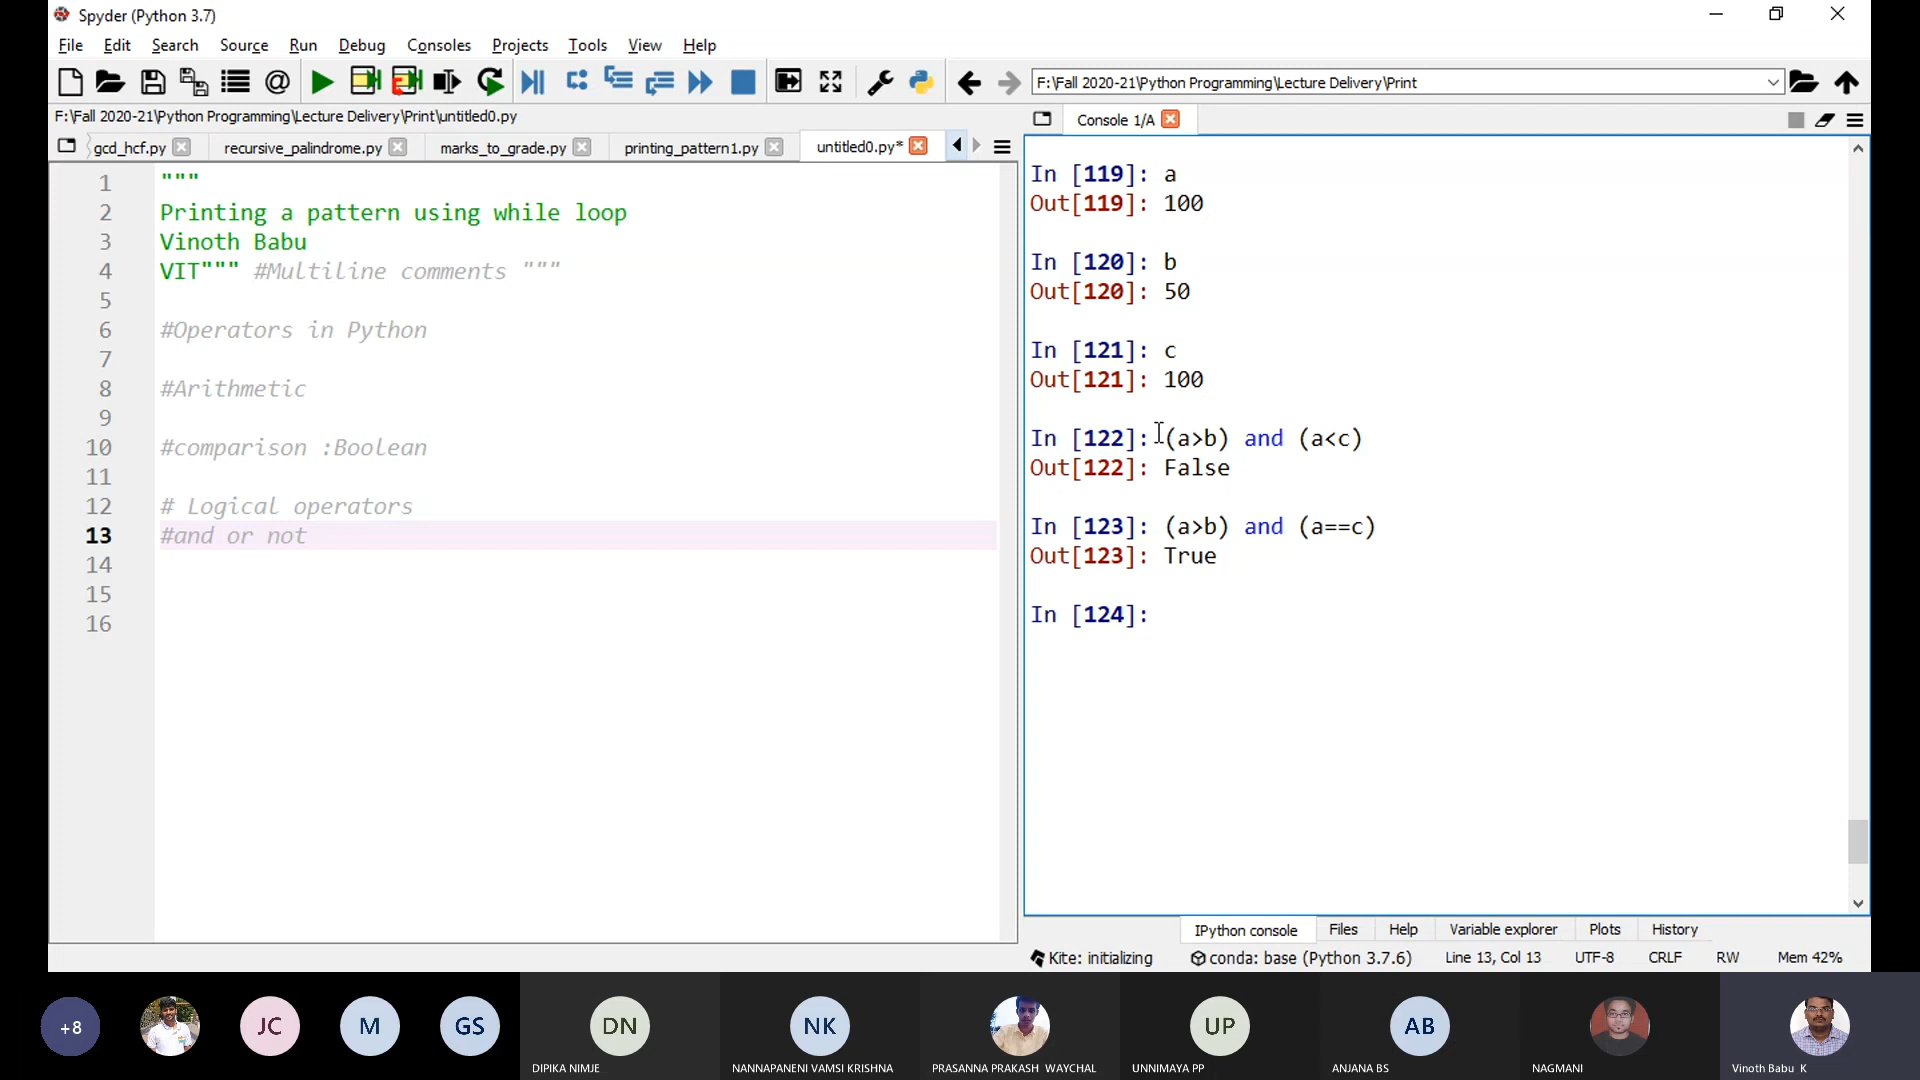 Spyder (Python 3.7)
File Edit Search Source Run Debug Consoles Projects Tools View Help
F:\Fall 2020-21\Python Programming\Lecture Delivery\Print
F:\Fall 2020-21\Python Programming\Lecture Delivery\Print\untitled0.py
gcd_hcf.py recursive_palindrome.py marks_to_grade.py printing_pattern1.py untitled0.py*
1 """
2 Printing a pattern using while loop
3 Vinoth Babu
4 VIT""" #Multiline comments """
5
6 #Operators in Python
7
8 #Arithmetic
9
10 #comparison :Boolean
11
12 # Logical operators
13 #and or not
14
15
16
Console 1/A
In [119]: a
Out[119]: 100
In [120]: b
Out[120]: 50
In [121]: c
Out[121]: 100
In [122]: (a>b) and (a<c)
Out[122]: False
In [123]: (a>b) and (a==c)
Out[123]: True
In [124]:
IPython console Files Help Variable explorer Plots History
Kite: initializing conda: base (Python 3.7.6) Line 13, Col 13 UTF-8 CRLF RW Mem 42%
+8 JC M GS DN NK UP AB
DIPIKA NIMJE NANNAPANENI VAMSI KRISHNA PRASANNA PRAKASH WAYCHAL UNNIMAYA PP ANJANA BS NAGMANI Vinoth Babu K